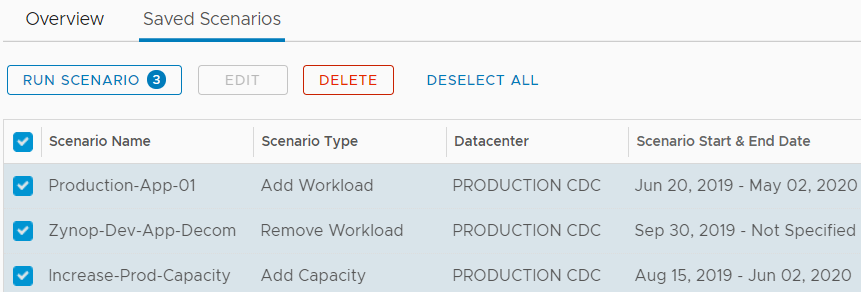 Overview Saved Scenarios
RUN SCENARIO 3 EDIT DELETE DESELECT ALL
Scenario Name Scenario Type Datacenter Scenario Start & End Date
Production-App-01 Add Workload PRODUCTION CDC Jun 20, 2019 - May 02, 2020
Zynop-Dev-App-Decom Remove Workload PRODUCTION CDC Sep 30, 2019 - Not Specified
Increase-Prod-Capacity Add Capacity PRODUCTION CDC Aug 15, 2019 - Jun 02, 2020